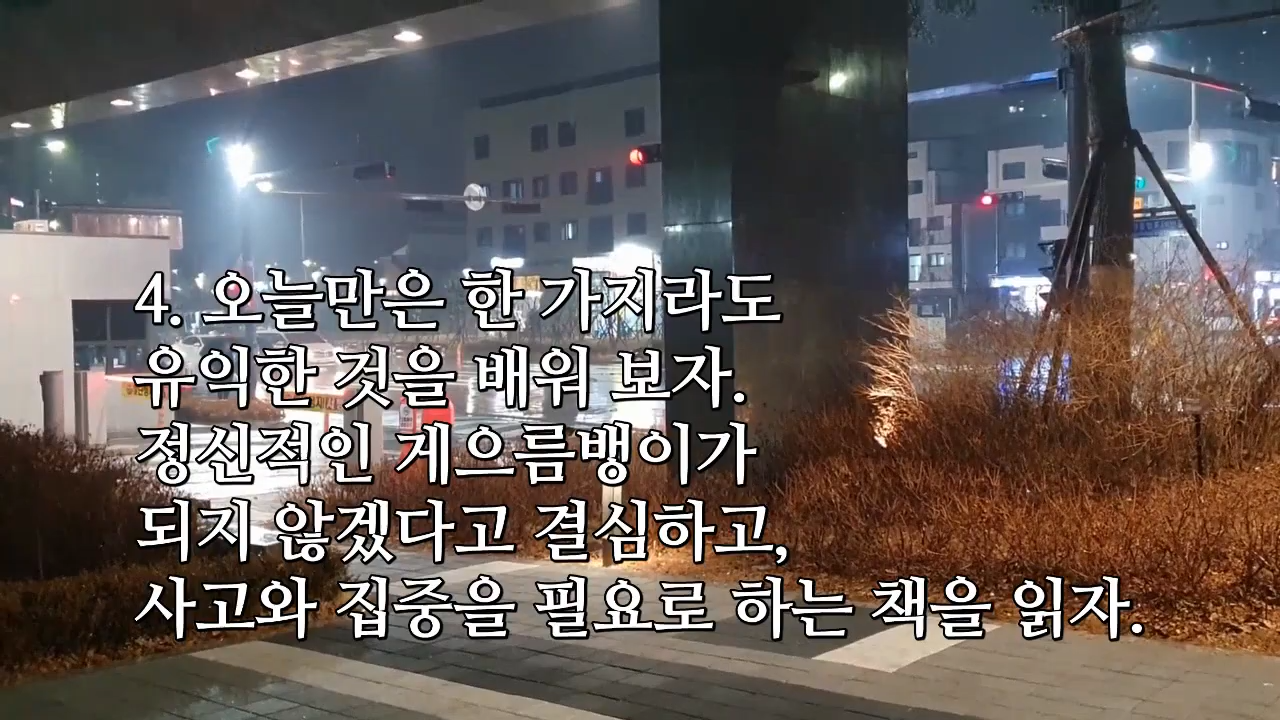 4. 오늘만은 한 가지라도
유익한 것을 배워 보자.
정신적인 게으름뱅이가
되지 않겠다고 결심하고,
사고와 집중을 필요로 하는 책을 읽자.